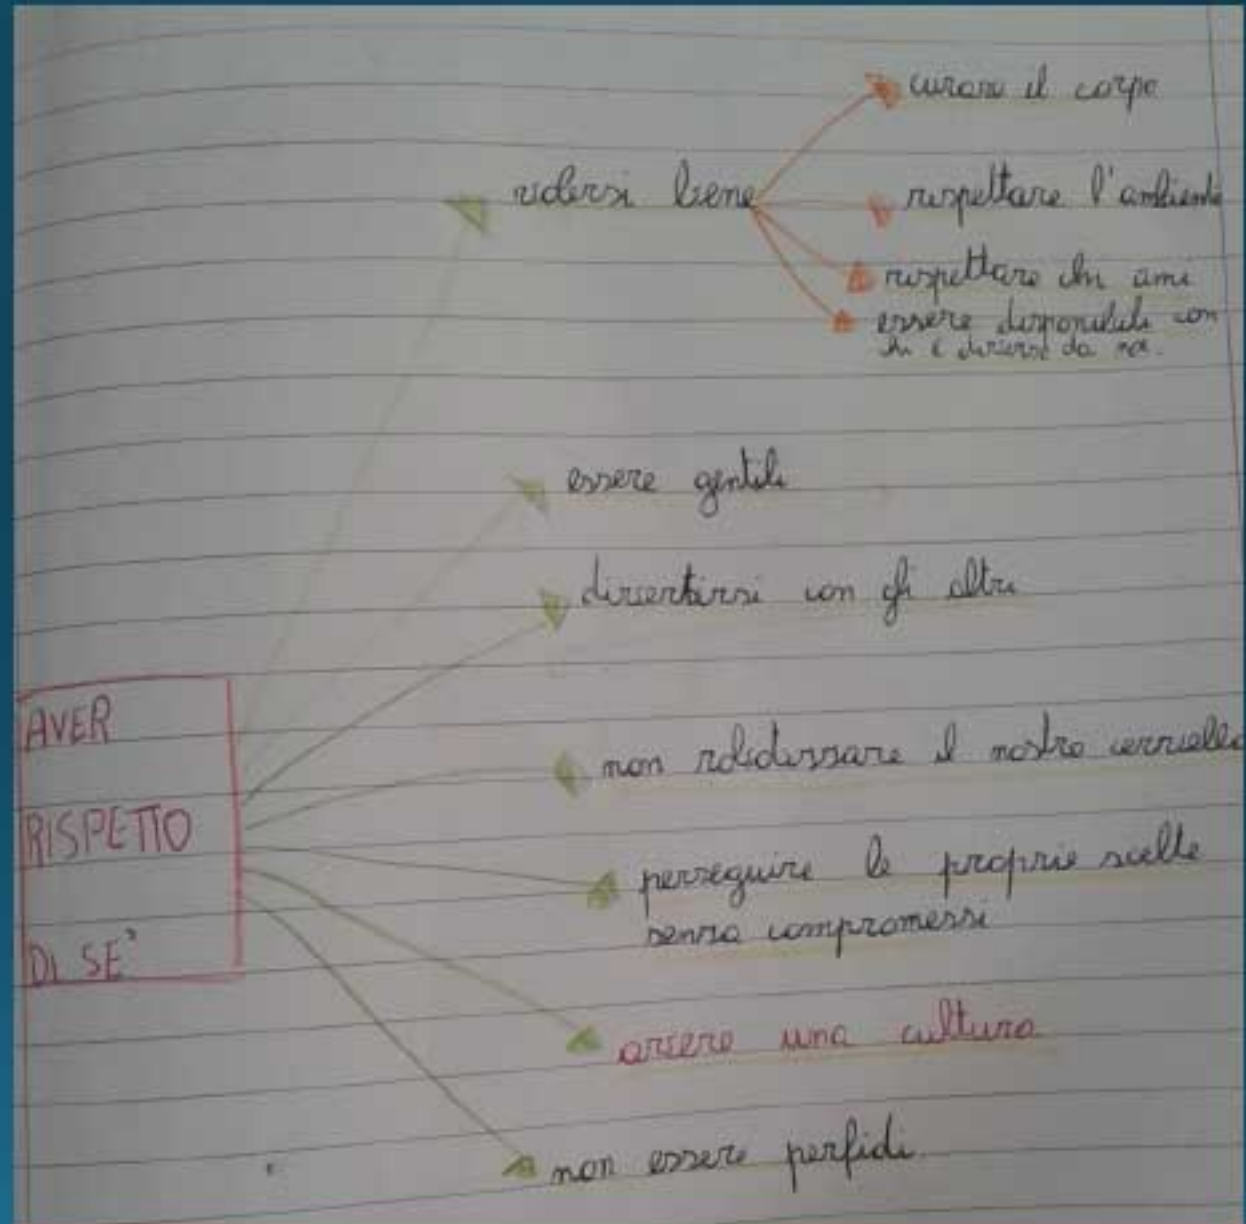 curare il corpo
volersi bene
rispettare l'ambiente
rispettare chi ami
essere disponibili con
chi è diverso da noi.
essere gentili
divertirsi con gli altri
AVER
non il nostro cervello
RISPETTO
perseguire le proprie scelte
senza compromessi
DI SE'
avere una cultura
non essere perfidi